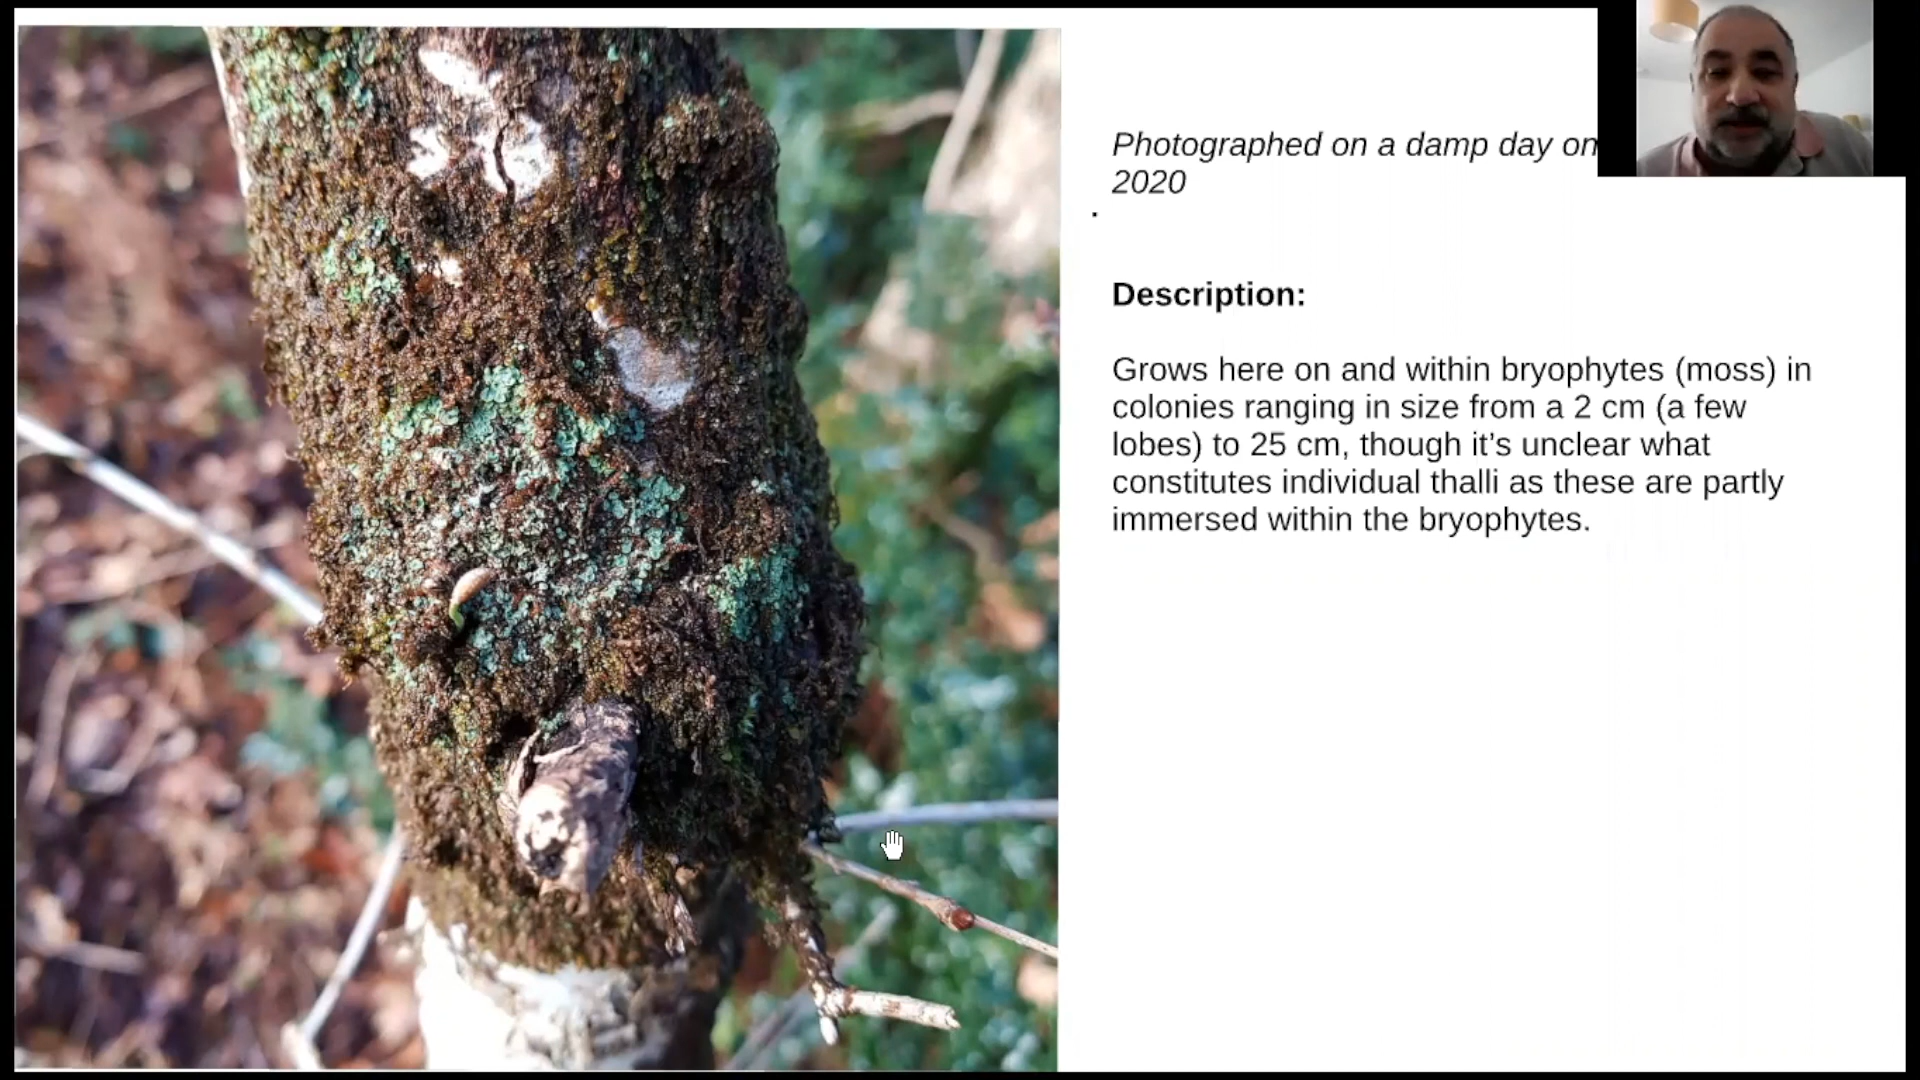 Photographed on a damp day on
2020
.
Description:
Grows here on and within bryophytes (moss) in
colonies ranging in size from a 2 cm (a few
lobes) to 25 cm, though it’s unclear what
constitutes individual thalli as these are partly
immersed within the bryophytes.